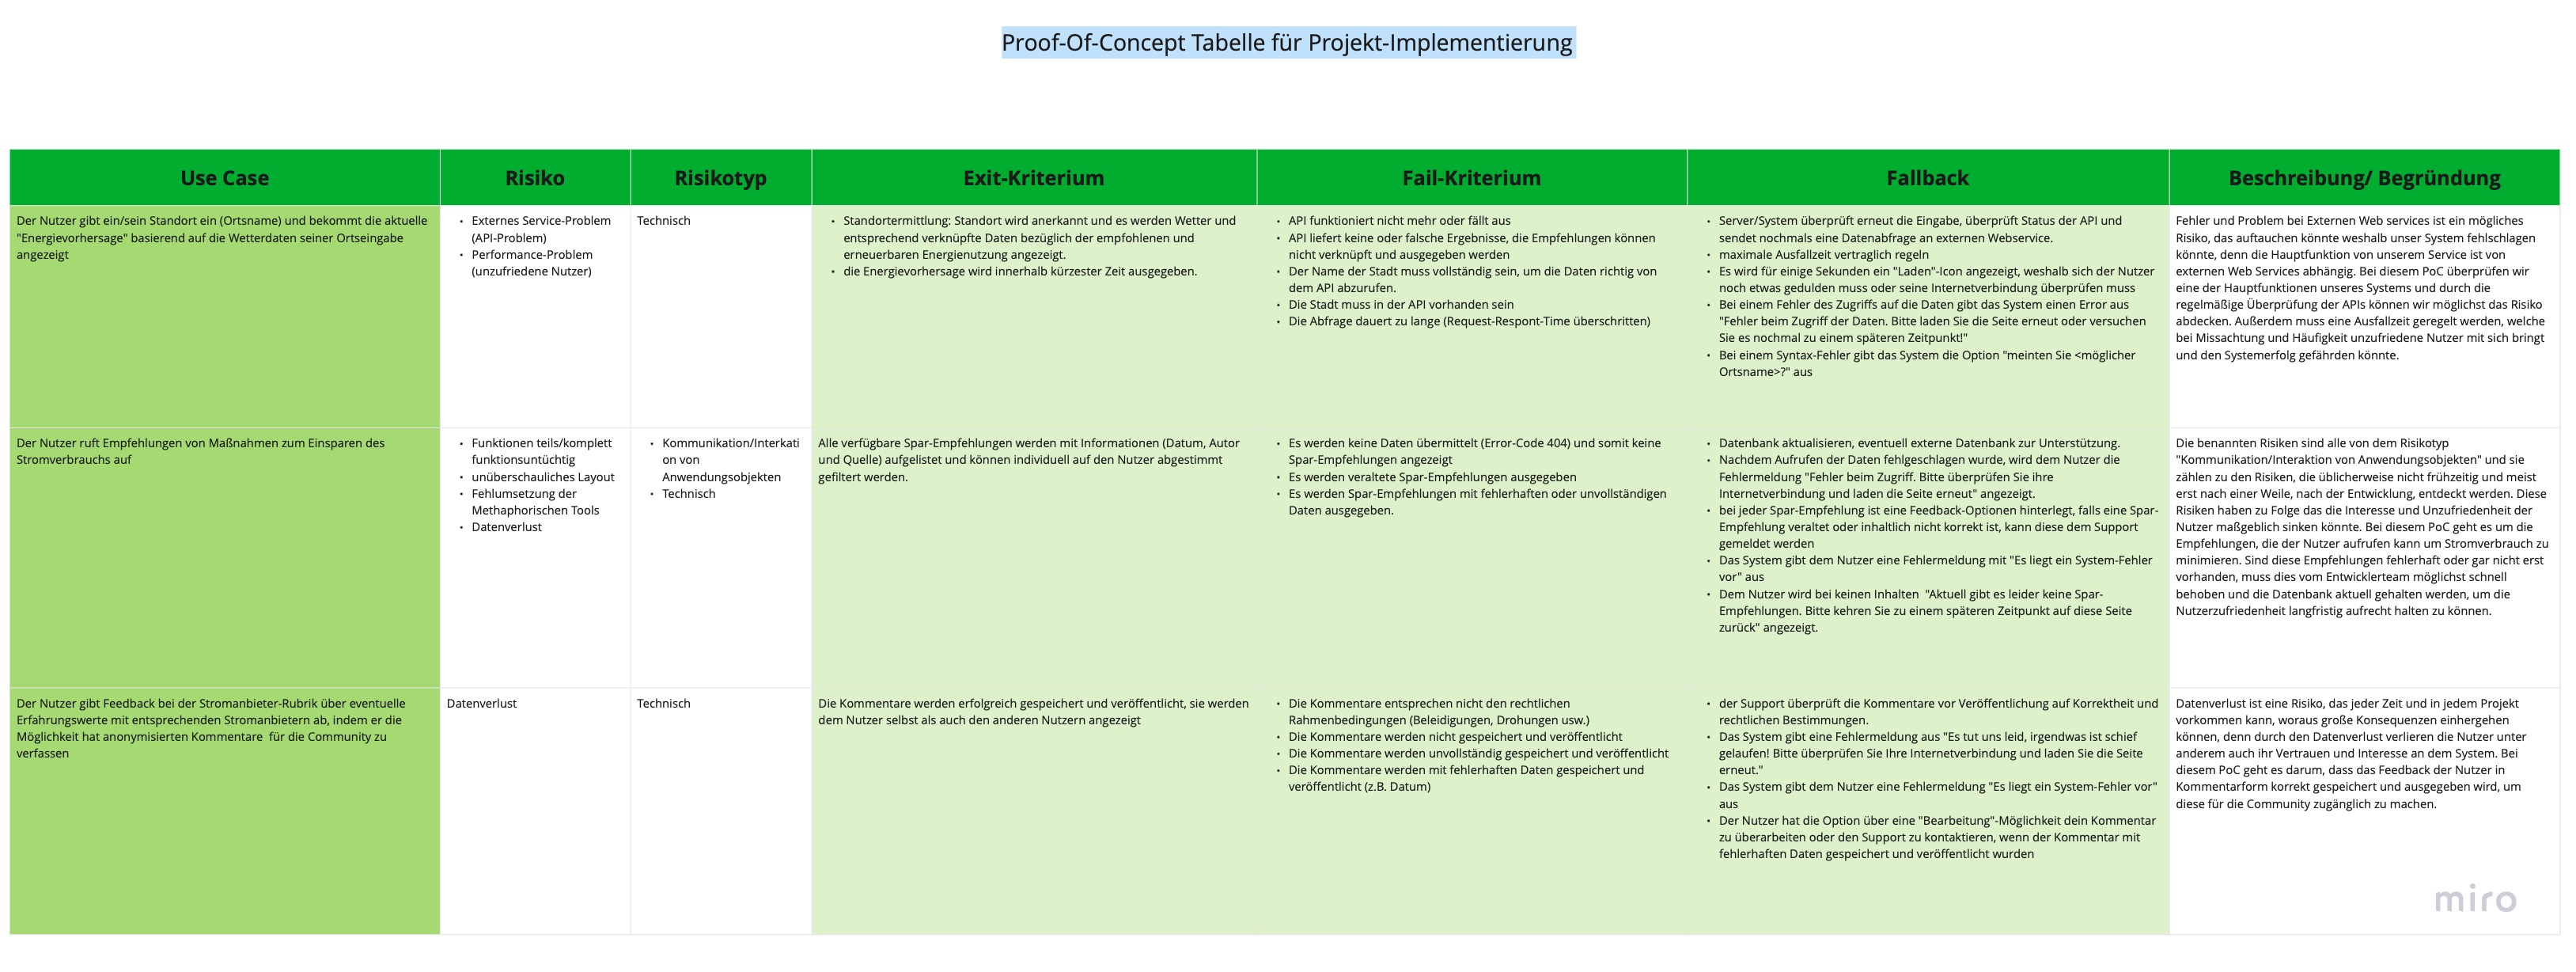 Proof-Of-Concept Tabelle für Projekt-Implementierung
Use Case
Risiko
Risikotyp
Exit-Kriterium
Fail-Kriterium
Fallback
Beschreibung/ Begründung
Der Nutzer gibt ein/sein Standort ein (Ortsname) und bekommt die aktuelle
"Energievorhersage" basierend auf die Wetterdaten seiner Ortseingabe
angezeigt
• Externes Service-Problem
(API-Problem)
• Performance-Problem
(unzufriedene Nutzer)
Technisch
• Standortermittlung: Standort wird anerkannt und es werden Wetter und
entsprechend verknüpfte Daten bezüglich der empfohlenen und
erneuerbaren Energienutzung angezeigt.
• die Energievorhersage wird innerhalb kürzester Zeit ausgegeben.
• API funktioniert nicht mehr oder fällt aus
• API liefert keine oder falsche Ergebnisse, die Empfehlungen können
nicht verknüpft und ausgegeben werden
• Der Name der Stadt muss vollständig sein, um die Daten richtig von
dem API abzurufen.
• Die Stadt muss in der API vorhanden sein
• Die Abfrage dauert zu lange (Request-Respont-Time überschritten)
• Server/System überprüft erneut die Eingabe, überprüft Status der API und
sendet nochmals eine Datenabfrage an externen Webservice.
• maximale Ausfallzeit vertraglich regeln
• Es wird für einige Sekunden ein "Laden"-Icon angezeigt, weshalb sich der Nutzer
noch etwas gedulden muss oder seine Internetverbindung überprüfen muss
• Bei einem Fehler des Zugriffs auf die Daten gibt das System einen Error aus
"Fehler beim Zugriff der Daten. Bitte laden Sie die Seite erneut oder versuchen
Sie es nochmal zu einem späteren Zeitpunkt!"
• Bei einem Syntax-Fehler gibt das System die Option "meinten Sie <möglicher
Ortsname>?" aus
Fehler und Problem bei Externen Web services ist ein mögliches
Risiko, das auftauchen könnte weshalb unser System fehlschlagen
könnte, denn die Hauptfunktion von unserem Service ist von
externen Web Services abhängig. Bei diesem PoC überprüfen wir
eine der Hauptfunktionen unseres Systems und durch die
regelmäßige Überprüfung der APIs können wir möglichst das Risiko
abdecken. Außerdem muss eine Ausfallzeit geregelt werden, welche
bei Missachtung und Häufigkeit unzufriedene Nutzer mit sich bringt
und den Systemerfolg gefährden könnte.
Der Nutzer ruft Empfehlungen von Maßnahmen zum Einsparen des
Stromverbrauchs auf
• Funktionen teils/komplett
funktionsuntüchtig
• unüberschauliches Layout
• Fehlumsetzung der
Methaphorischen Tools
• Datenverlust
• Kommunikation/Interkati
on von
Anwendungsobjekten
• Technisch
Alle verfügbare Spar-Empfehlungen werden mit Informationen (Datum, Autor
und Quelle) aufgelistet und können individuell auf den Nutzer abgestimmt
gefiltert werden.
• Es werden keine Daten übermittelt (Error-Code 404) und somit keine
Spar-Empfehlungen angezeigt
• Es werden veraltete Spar-Empfehlungen ausgegeben
• Es werden Spar-Empfehlungen mit fehlerhaften oder unvollständigen
Daten ausgegeben.
• Datenbank aktualisieren, eventuell externe Datenbank zur Unterstützung.
• Nachdem Aufrufen der Daten fehlgeschlagen wurde, wird dem Nutzer die
Fehlermeldung "Fehler beim Zugriff. Bitte überprüfen Sie ihre
Internetverbindung und laden die Seite erneut" angezeigt.
• bei jeder Spar-Empfehlung ist eine Feedback-Optionen hinterlegt, falls eine Spar-
Empfehlung veraltet oder inhaltlich nicht korrekt ist, kann diese dem Support
gemeldet werden
• Das System gibt dem Nutzer eine Fehlermeldung mit "Es liegt ein System-Fehler
vor" aus
• Dem Nutzer wird bei keinen Inhalten "Aktuell gibt es leider keine Spar-
Empfehlungen. Bitte kehren Sie zu einem späteren Zeitpunkt auf diese Seite
zurück" angezeigt.
Die benannten Risiken sind alle von dem Risikotyp
"Kommunikation/Interaktion von Anwendungsobjekten" und sie
zählen zu den Risiken, die üblicherweise nicht frühzeitig und meist
erst nach einer Weile, nach der Entwicklung, entdeckt werden. Diese
Risiken haben zu Folge das die Interesse und Unzufriedenheit der
Nutzer maßgeblich sinken könnte. Bei diesem PoC geht es um die
Empfehlungen, die der Nutzer aufrufen kann um Stromverbrauch zu
minimieren. Sind diese Empfehlungen fehlerhaft oder gar nicht erst
vorhanden, muss dies vom Entwicklerteam möglichst schnell
behoben und die Datenbank aktuell gehalten werden, um die
Nutzerzufriedenheit langfristig aufrecht halten zu können.
Der Nutzer gibt Feedback bei der Stromanbieter-Rubrik über eventuelle
Erfahrungswerte mit entsprechenden Stromanbietern ab, indem er die
Möglichkeit hat anonymisierten Kommentare für die Community zu
verfassen
Datenverlust
Technisch
Die Kommentare werden erfolgreich gespeichert und veröffentlicht, sie werden
dem Nutzer selbst als auch den anderen Nutzern angezeigt
• Die Kommentare entsprechen nicht den rechtlichen
Rahmenbedingungen (Beleidigungen, Drohungen usw.)
• Die Kommentare werden nicht gespeichert und veröffentlicht
• Die Kommentare werden unvollständig gespeichert und veröffentlicht
• Die Kommentare werden mit fehlerhaften Daten gespeichert und
veröffentlicht (z.B. Datum)
• der Support überprüft die Kommentare vor Veröffentlichung auf Korrektheit und
rechtlichen Bestimmungen.
• Das System gibt eine Fehlermeldung aus "Es tut uns leid, irgendwas ist schief
gelaufen! Bitte überprüfen Sie Ihre Internetverbindung und laden Sie die Seite
erneut."
• Das System gibt dem Nutzer eine Fehlermeldung "Es liegt ein System-Fehler vor"
aus
• Der Nutzer hat die Option über eine "Bearbeitung"-Möglichkeit dein Kommentar
zu überarbeiten oder den Support zu kontaktieren, wenn der Kommentar mit
fehlerhaften Daten gespeichert und veröffentlicht wurden
Datenverlust ist eine Risiko, das jeder Zeit und in jedem Projekt
vorkommen kann, woraus große Konsequenzen einhergehen
können, denn durch den Datenverlust verlieren die Nutzer unter
anderem auch ihr Vertrauen und Interesse an dem System. Bei
diesem PoC geht es darum, dass das Feedback der Nutzer in
Kommentarform korrekt gespeichert und ausgegeben wird, um
diese für die Community zugänglich zu machen.
miro